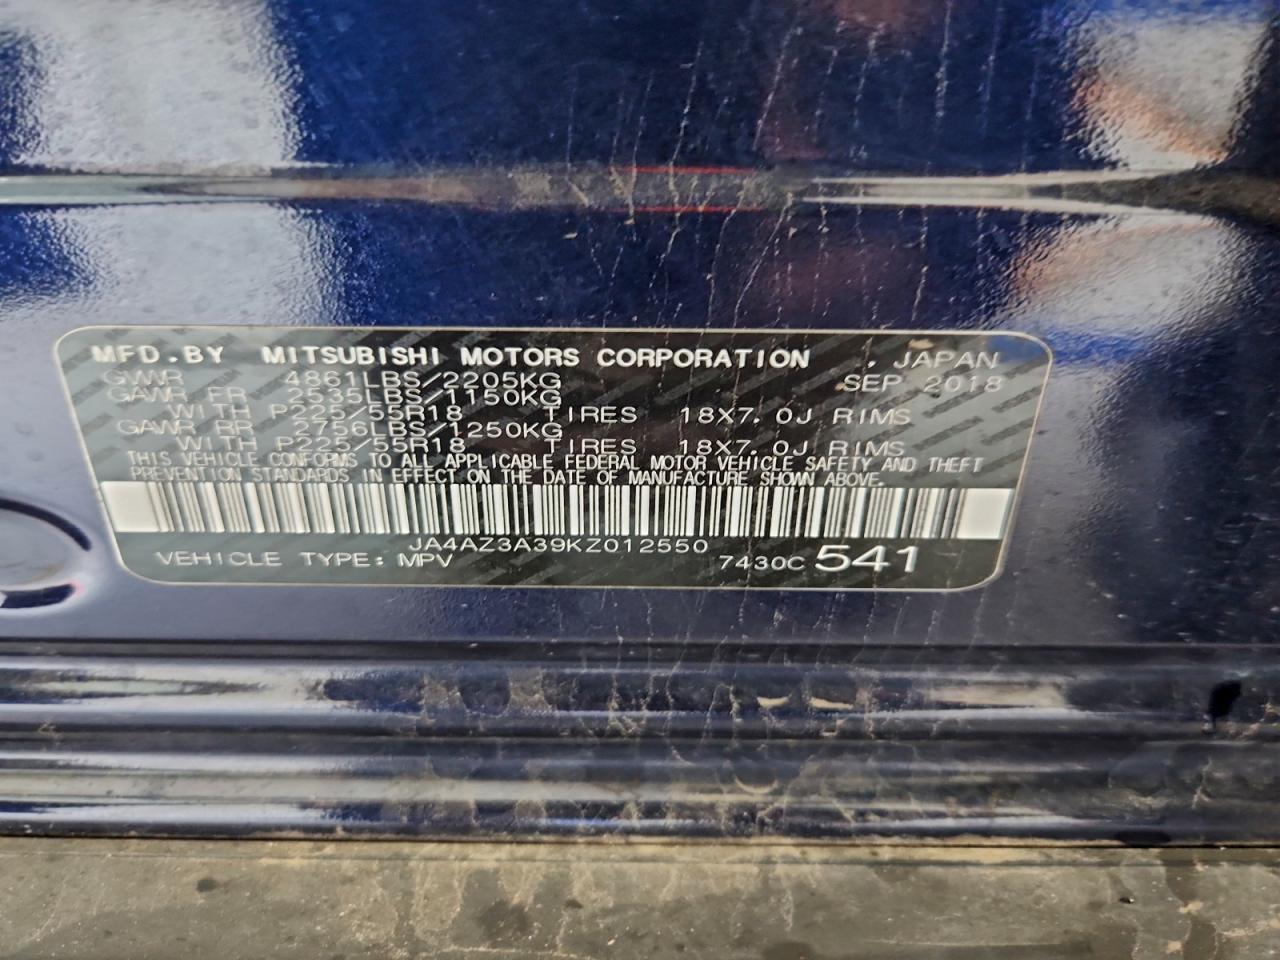 MFD.BY MITSUBISHI MOTORS CORPORATION , JAPAN
GVWR 4861LBS/2205KG SEP 2018
GAWR FR 2535LBS/1150KG
WITH P225/55R18 TIRES 18X7.0J RIMS
GAWR RR 2756LBS/1250KG
WITH P225/55R18 TIRES 18X7.0J RIMS
THIS VEHICLE CONFORMS TO ALL APPLICABLE FEDERAL MOTOR VEHICLE SAFETY AND THEFT
PREVENTION STANDARDS IN EFFECT ON THE DATE OF MANUFACTURE SHOWN ABOVE.
JA4AZ3A39KZ012550
VEHICLE TYPE: MPV 7430C 541